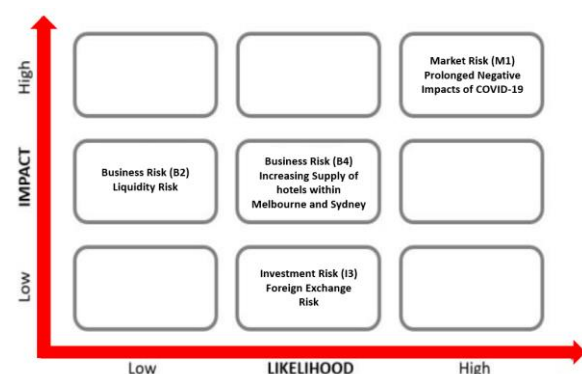 High
Market Risk (M1)
Prolonged Negative
Impacts of COVID-19
IMPACT
Business Risk (B2)
Liquidity Risk
Business Risk (B4)
Increasing Supply of
hotels within
Melbourne and Sydney
Low
Investment Risk (I3)
Foreign Exchange
Risk
Low
LIKELIHOOD
High